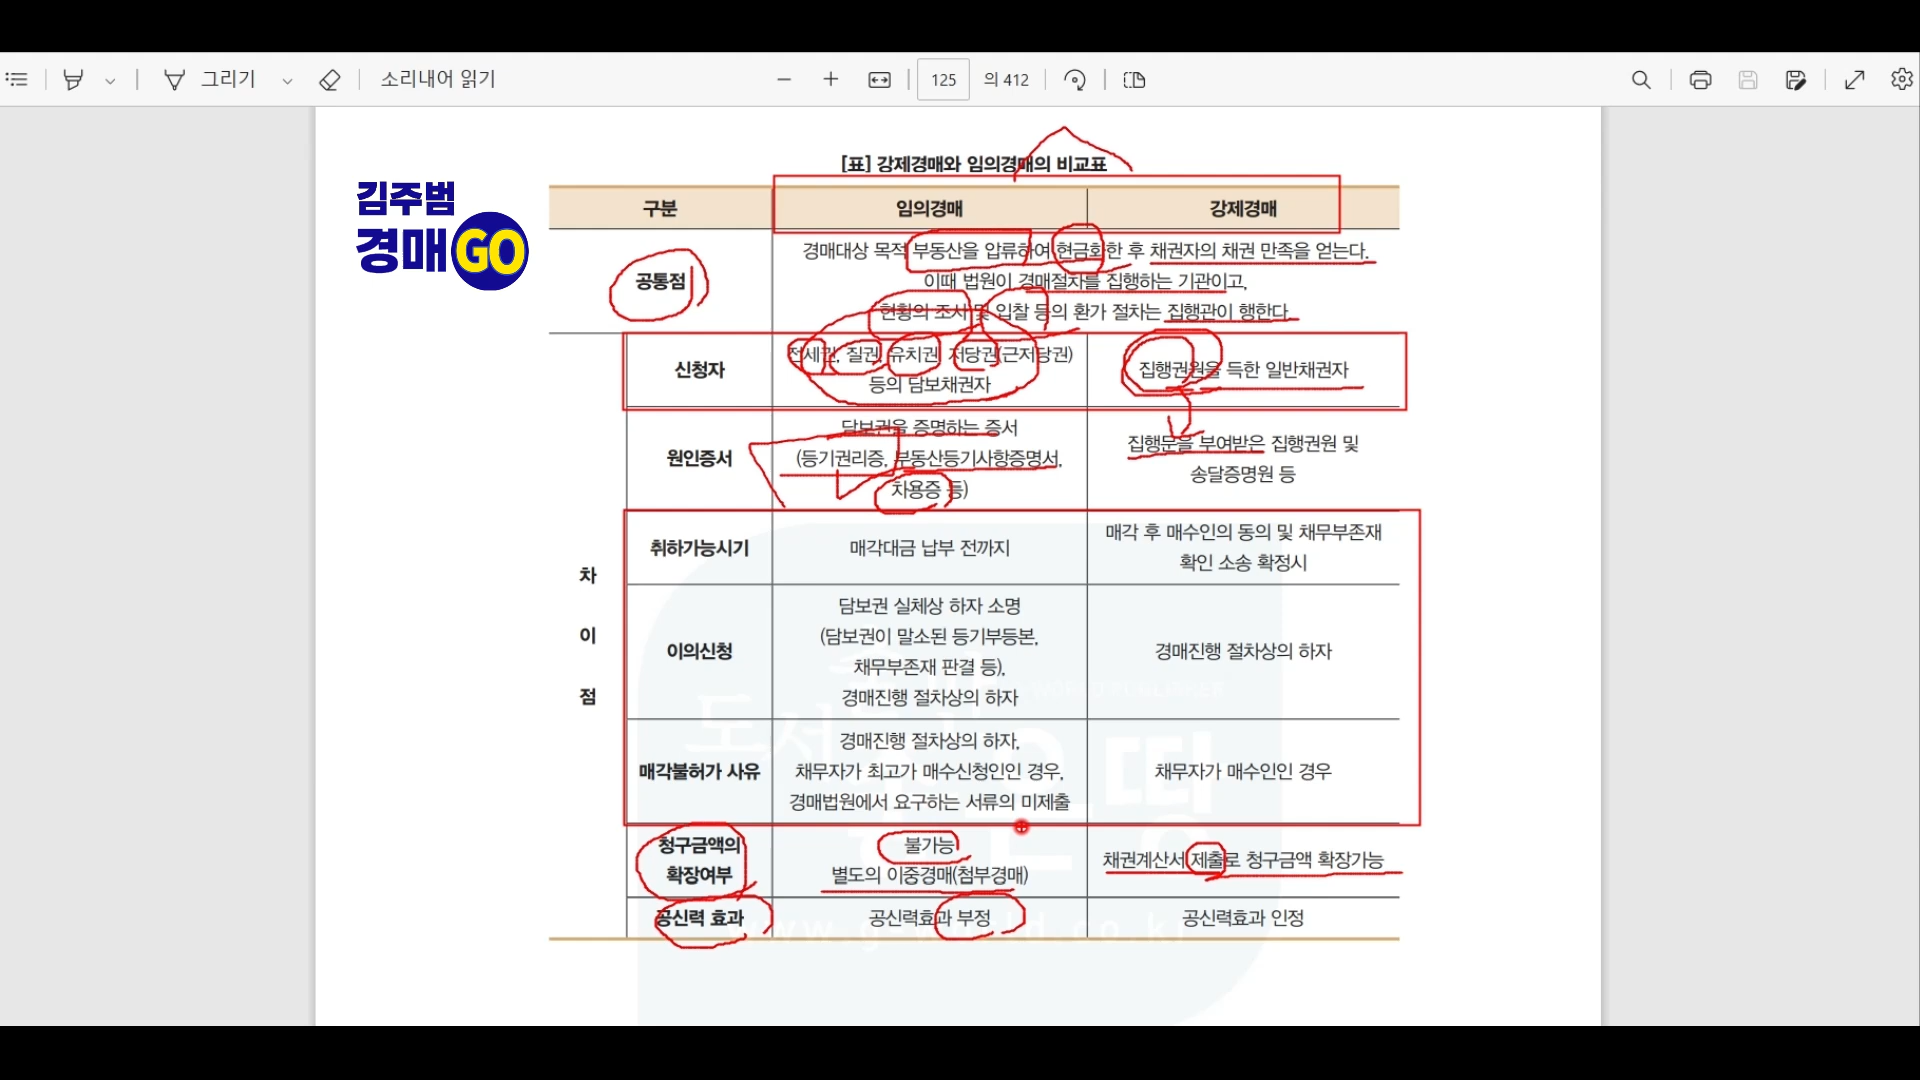 그리기
소리내어 읽기
125 의 412
[표] 강제경매와 임의경매의 비교표
김주범
경매GO
구분 임의경매 강제경매
공통점
경매대상 목적 부동산을 압류하여 현금화한 후 채권자의 채권 만족을 얻는다.
이때 법원이 경매절차를 집행하는 기관이고,
현황의 조사 및 입찰 등의 환가 절차는 집행관이 행한다.
차
이
점
신청자
전세권, 질권, 유치권, 저당권(근저당권)
등의 담보채권자
집행권원을 득한 일반채권자
원인증서
담보권을 증명하는 증서
(등기권리증, 부동산등기사항증명서,
차용증 등)
집행문을 부여받은 집행권원 및
송달증명원 등
취하가능시기
매각대금 납부 전까지
매각 후 매수인의 동의 및 채무부존재
확인 소송 확정시
이의신청
담보권 실체상 하자 소명
(담보권이 말소된 등기부등본,
채무부존재 판결 등),
경매진행 절차상의 하자
경매진행 절차상의 하자
매각불허가 사유
경매진행 절차상의 하자,
채무자가 최고가 매수신청인인 경우,
경매법원에서 요구하는 서류의 미제출
채무자가 매수인인 경우
청구금액의
확장여부
불가능
별도의 이중경매(첨부경매)
채권계산서 제출로 청구금액 확장가능
공신력 효과
공신력효과 부정
공신력효과 인정